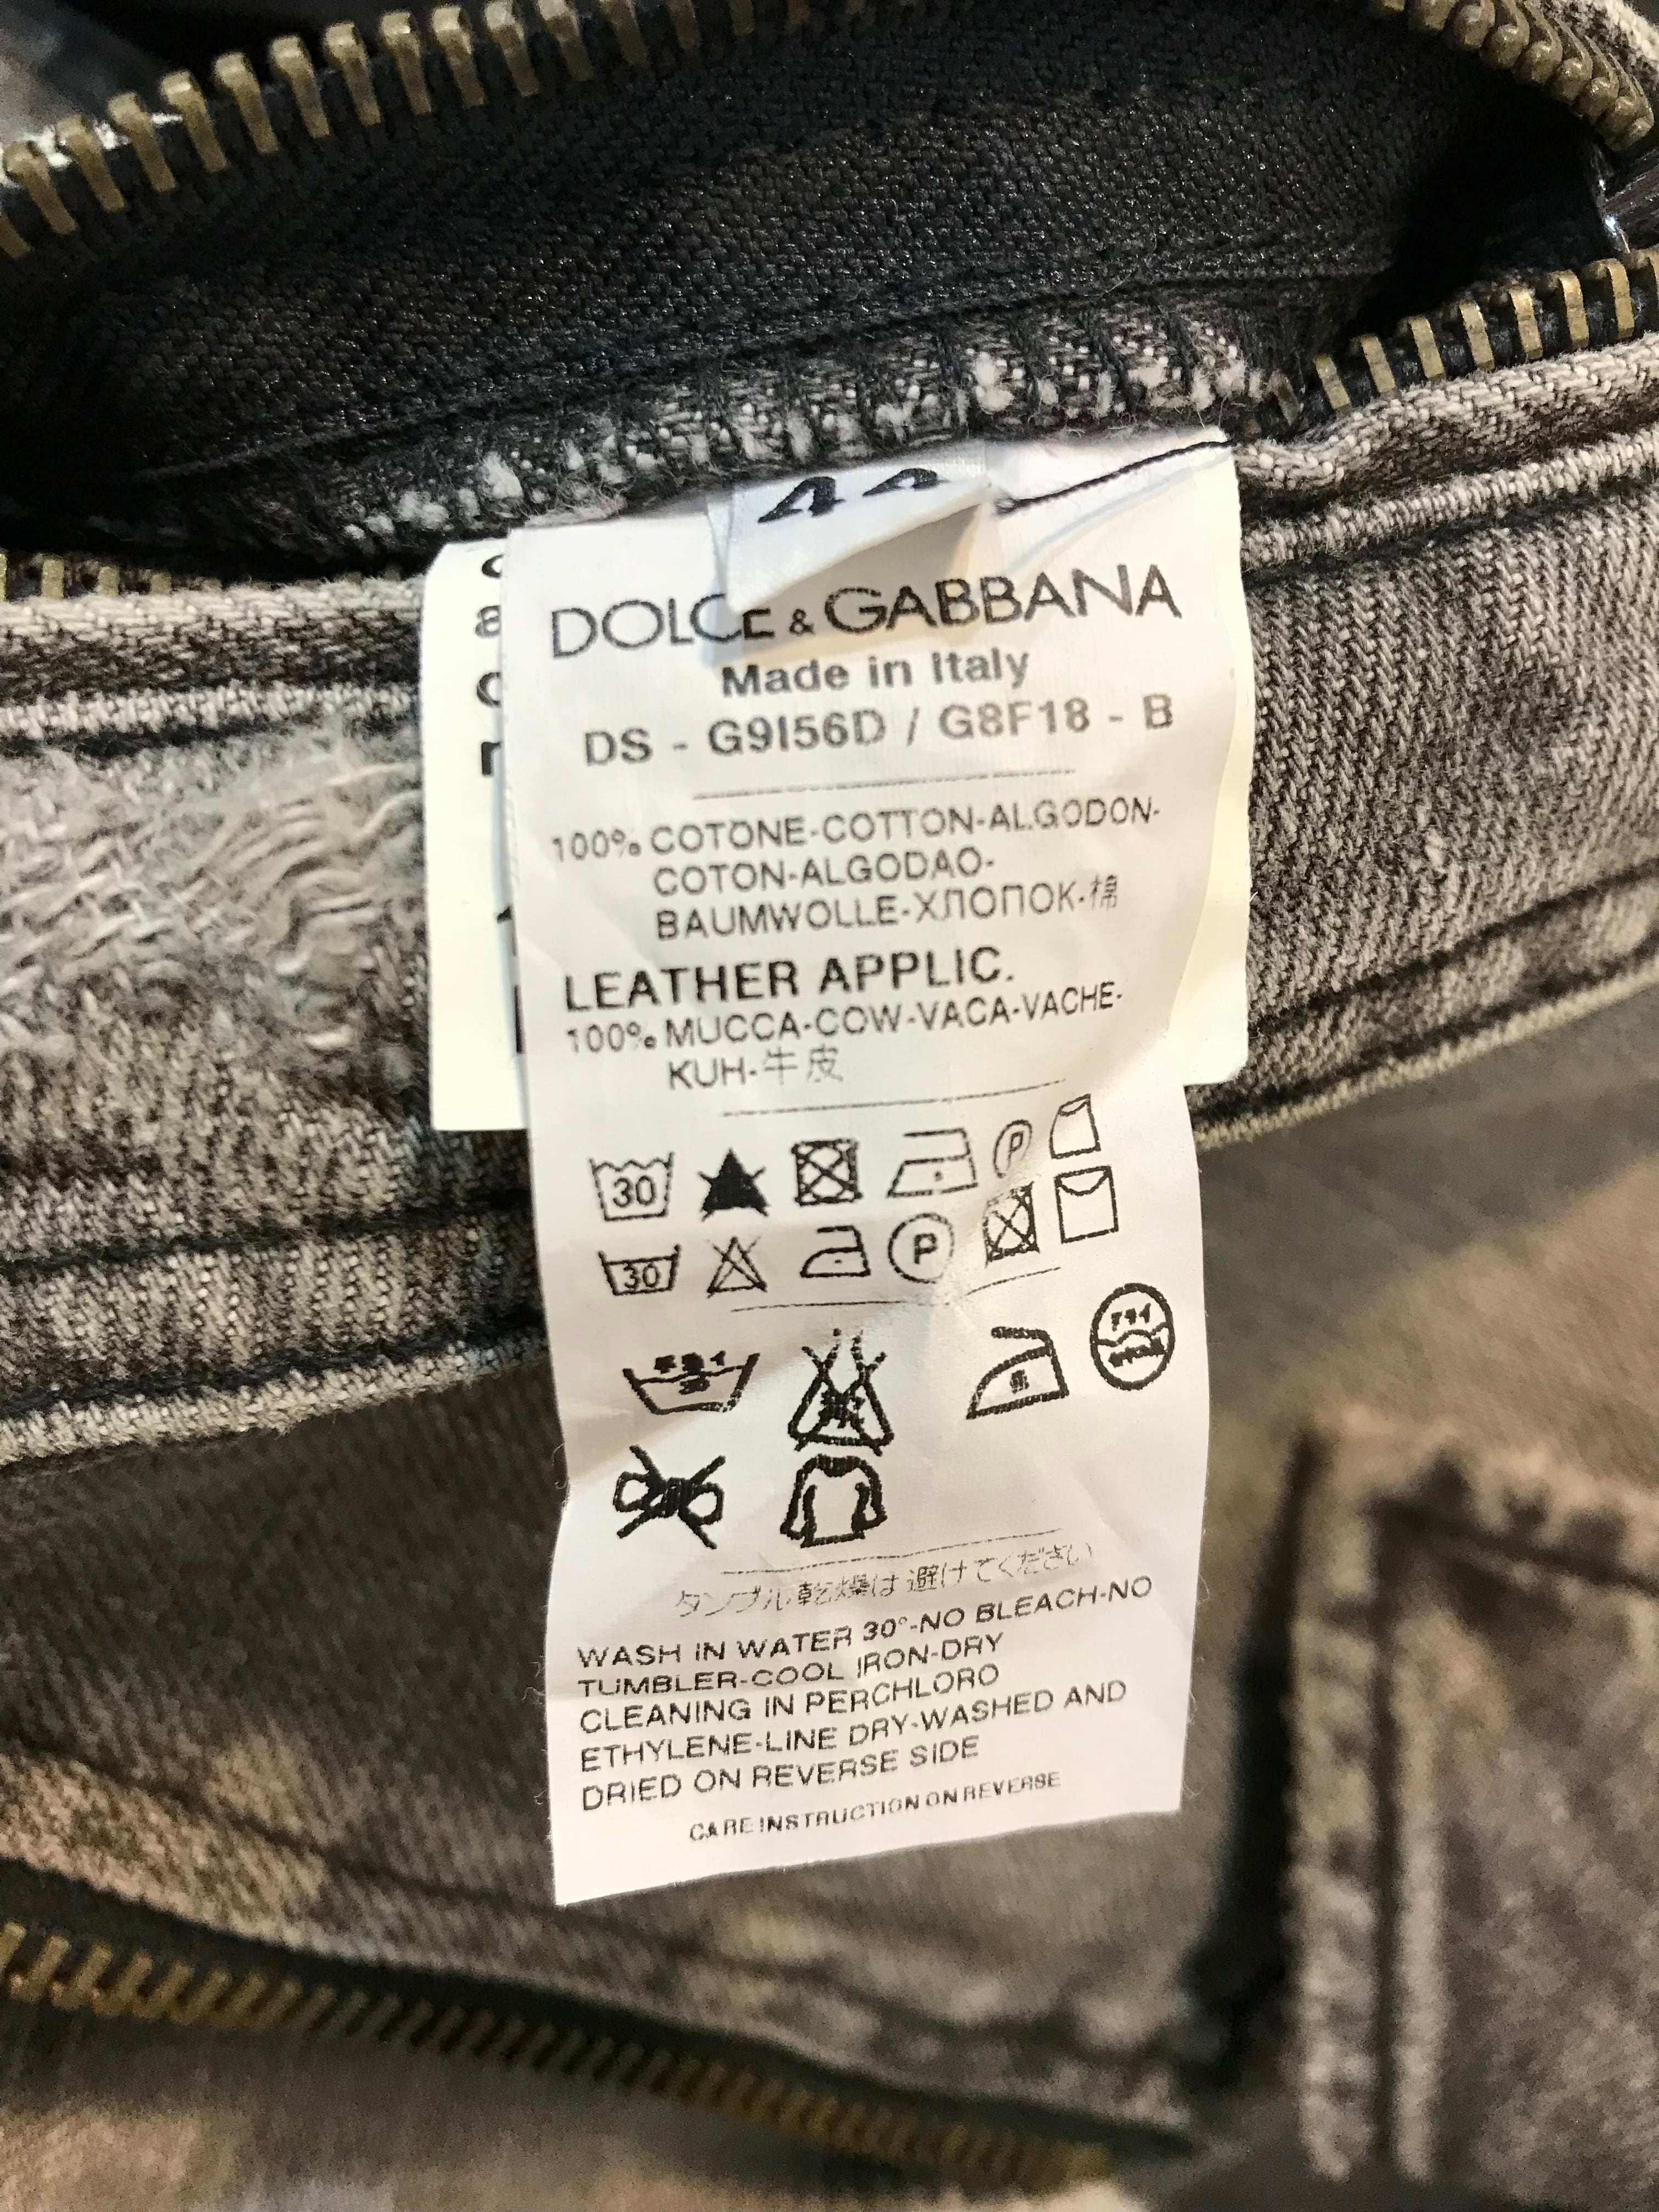 44
DOLCE & GABBANA
Made in Italy
DS - G9I56D / G8F18 - B
100% COTONE-COTTON-ALGODON-
COTON-ALGODAO-
BAUMWOLLE-ХЛОПОК-棉
LEATHER APPLIC.
100% MUCCA-COW-VACA-VACHE-
KUH-牛皮
30
P
30
P
ドライ
タンブル乾燥は避けてください
WASH IN WATER 30°-NO BLEACH-NO
TUMBLER-COOL IRON-DRY
CLEANING IN PERCHLORO
ETHYLENE-LINE DRY-WASHED AND
DRIED ON REVERSE SIDE
CARE INSTRUCTION ON REVERSE